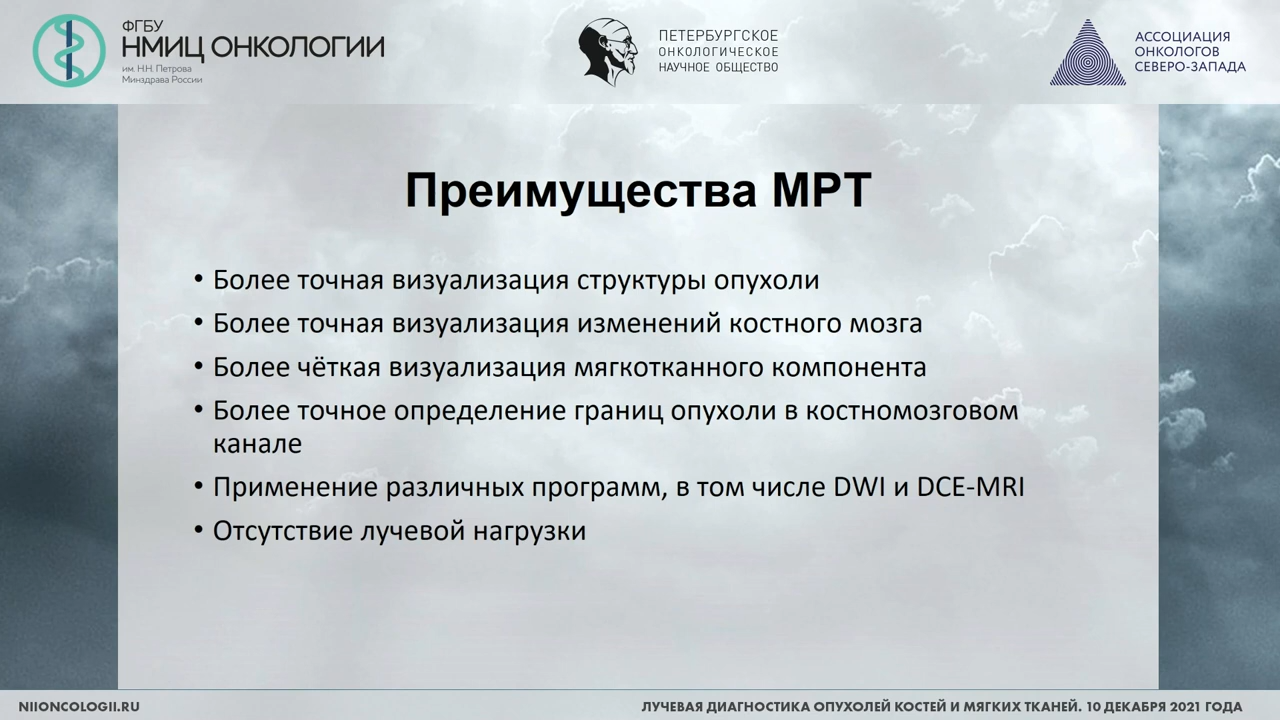 ФГБУ
НМИЦ ОНКОЛОГИИ
им. Н.Н. Петрова
Минздрава России
ПЕТЕРБУРГСКОЕ
ОНКОЛОГИЧЕСКОЕ
НАУЧНОЕ ОБЩЕСТВО
АССОЦИАЦИЯ
ОНКОЛОГОВ
СЕВЕРО-ЗАПАДА
Преимущества МРТ
• Более точная визуализация структуры опухоли
• Более точная визуализация изменений костного мозга
• Более чёткая визуализация мягкотканного компонента
• Более точное определение границ опухоли в костномозговом
канале
• Применение различных программ, в том числе DWI и DCE-MRI
• Отсутствие лучевой нагрузки
NIIONCOLOGII.RU
ЛУЧЕВАЯ ДИАГНОСТИКА ОПУХОЛЕЙ КОСТЕЙ И МЯГКИХ ТКАНЕЙ. 10 ДЕКАБРЯ 2021 ГОДА